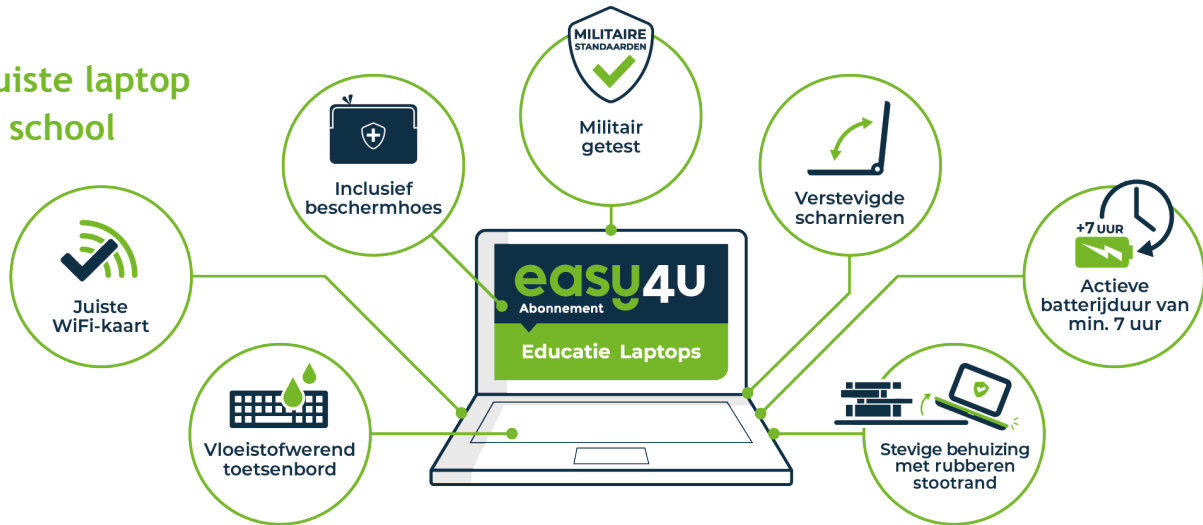 uiste laptop
school
MILITAIRE
STANDAARDEN
Militair
getest
Inclusief
beschermhoes
Verstevigde
scharnieren
Juiste
WiFi-kaart
+7 UUR
Actieve
batterijduur van
min. 7 uur
easy4U
Abonnement
Educatie Laptops
Vloeistofwerend
toetsenbord
Stevige behuizing
met rubberen
stootrand